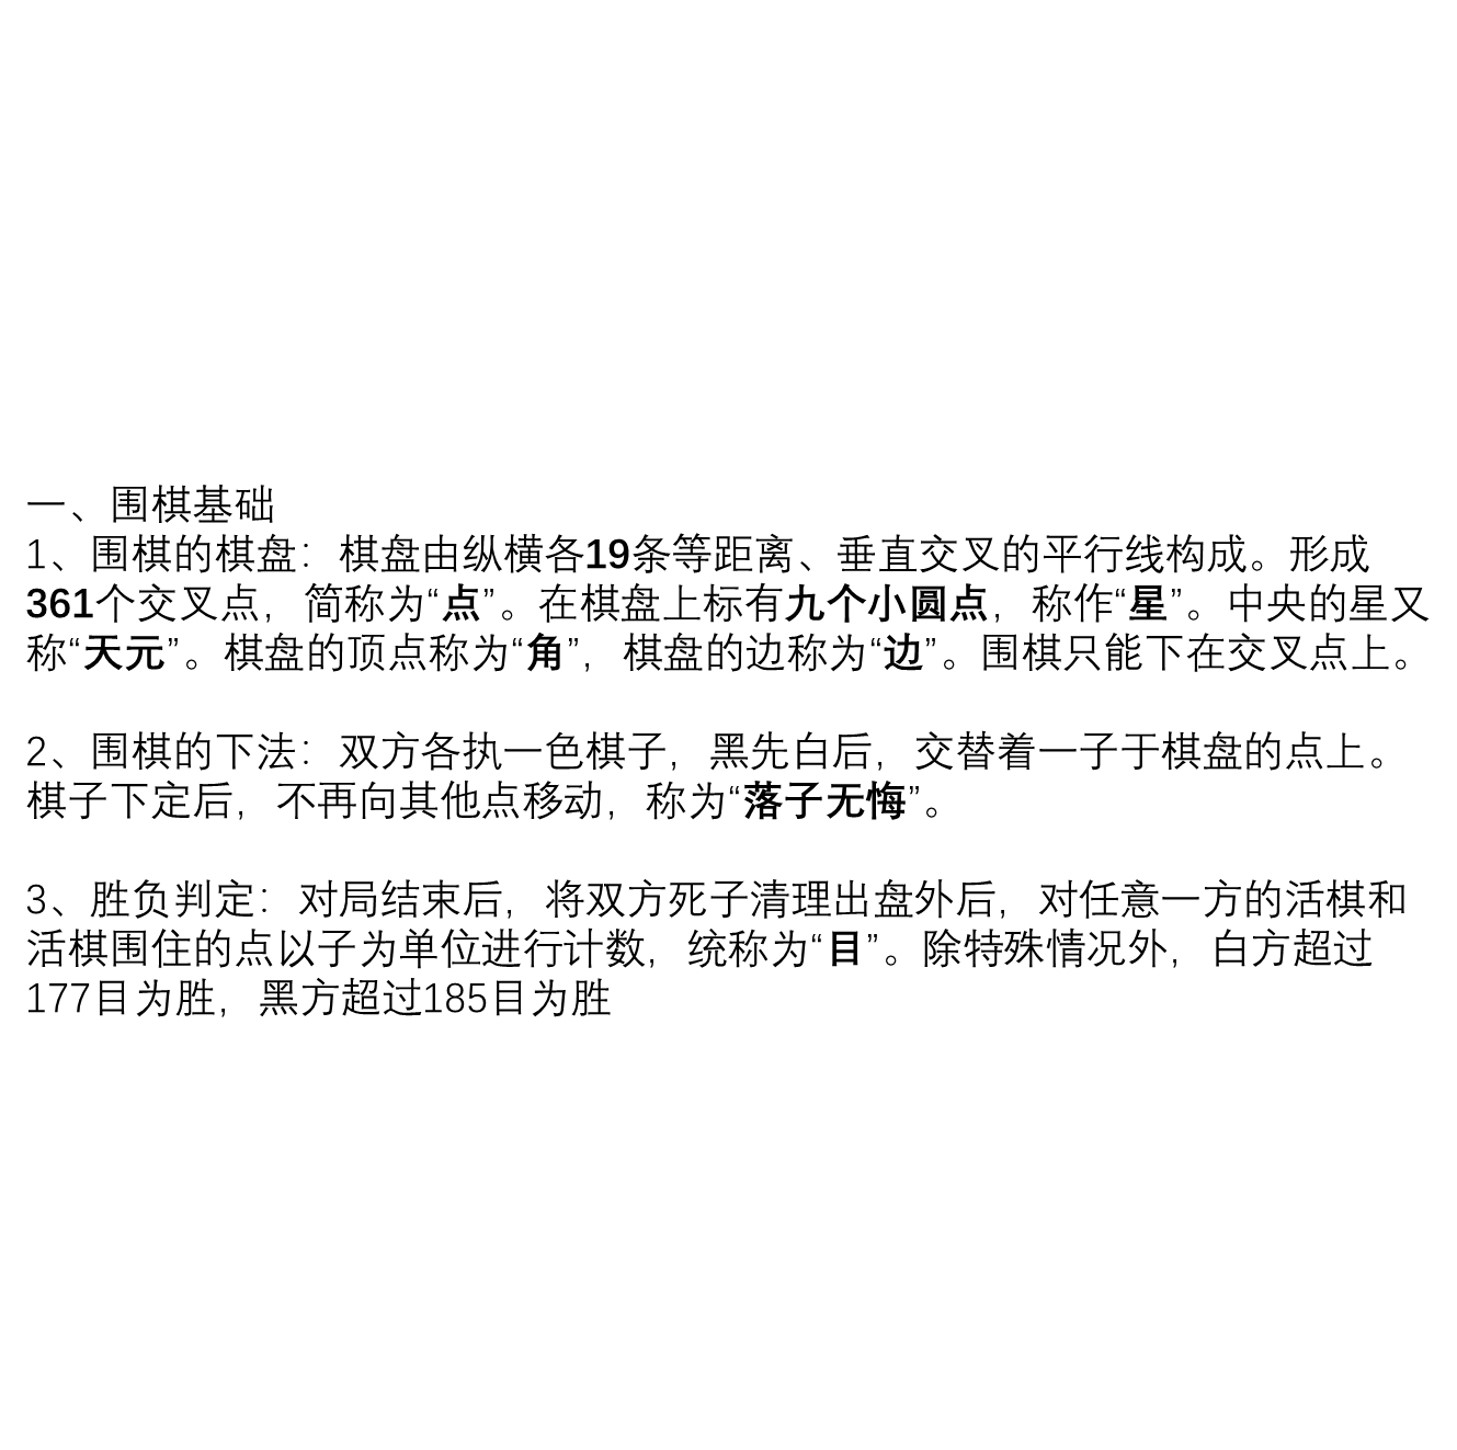 一、围棋基础
1、围棋的棋盘：棋盘由纵横各19条等距离、垂直交叉的平行线构成。形成
361个交叉点，简称为“点”。在棋盘上标有九个小圆点，称作“星”。中央的星又
称“天元”。棋盘的顶点称为“角”，棋盘的边称为“边”。围棋只能下在交叉点上。
2、围棋的下法：双方各执一色棋子，黑先白后，交替着一子于棋盘的点上。
棋子下定后，不再向其他点移动，称为“落子无悔”。
3、胜负判定：对局结束后，将双方死子清理出盘外后，对任意一方的活棋和
活棋围住的点以子为单位进行计数，统称为“目”。除特殊情况外，白方超过
177目为胜，黑方超过185目为胜